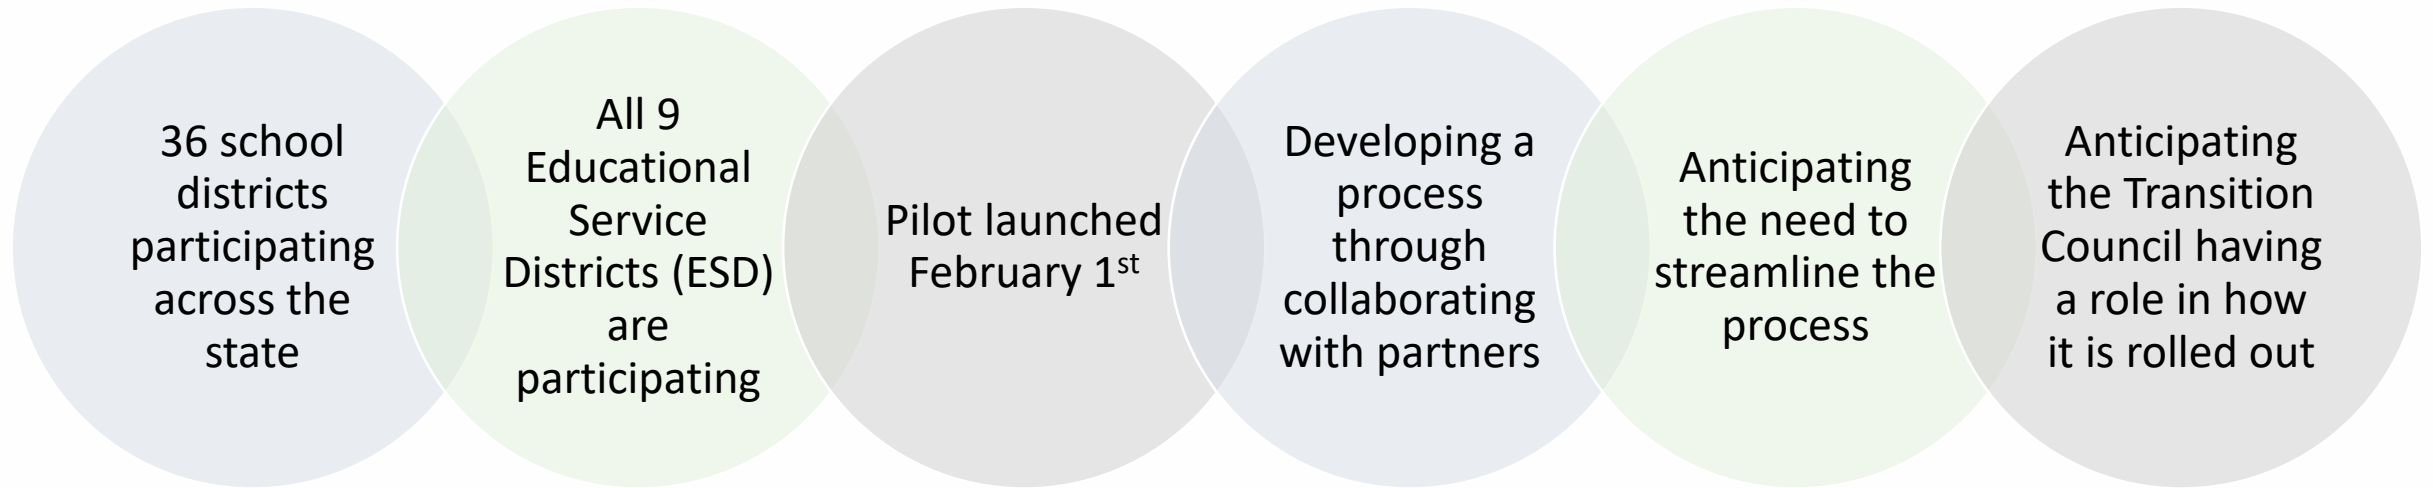 36 school
districts
participating
across the
state
All 9
Educational
Service
Districts (ESD)
are
participating
Pilot launched
February 1st
Developing a
process
through
collaborating
with partners
Anticipating
the need to
streamline the
process
Anticipating
the Transition
Council having
a role in how
it is rolled out